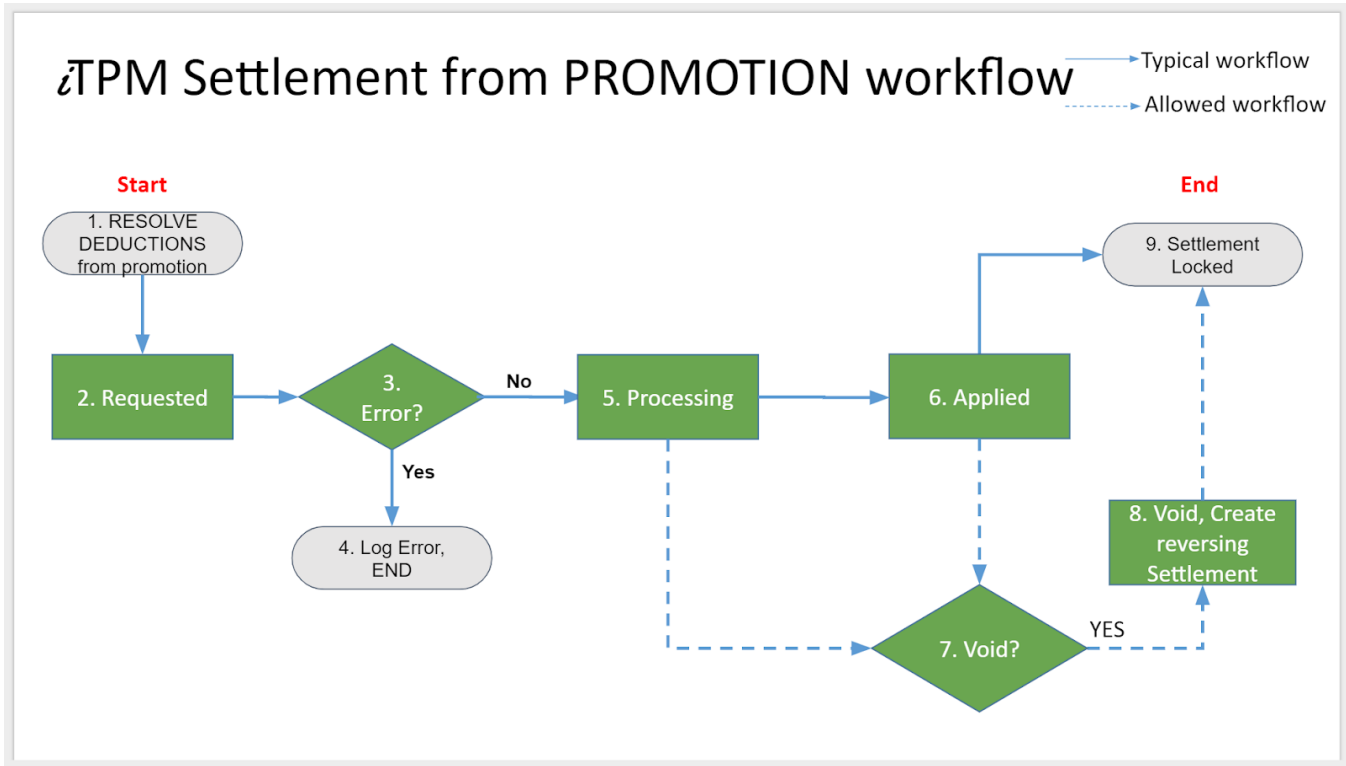 iTPM Settlement from PROMOTION workflow
Typical workflow
Allowed workflow
Start
End
1. RESOLVE
DEDUCTIONS
from promotion
9. Settlement
Locked
2. Requested
3.
Error?
No
5. Processing
6. Applied
Yes
4. Log Error,
END
8. Void, Create
reversing
Settlement
7. Void?
YES